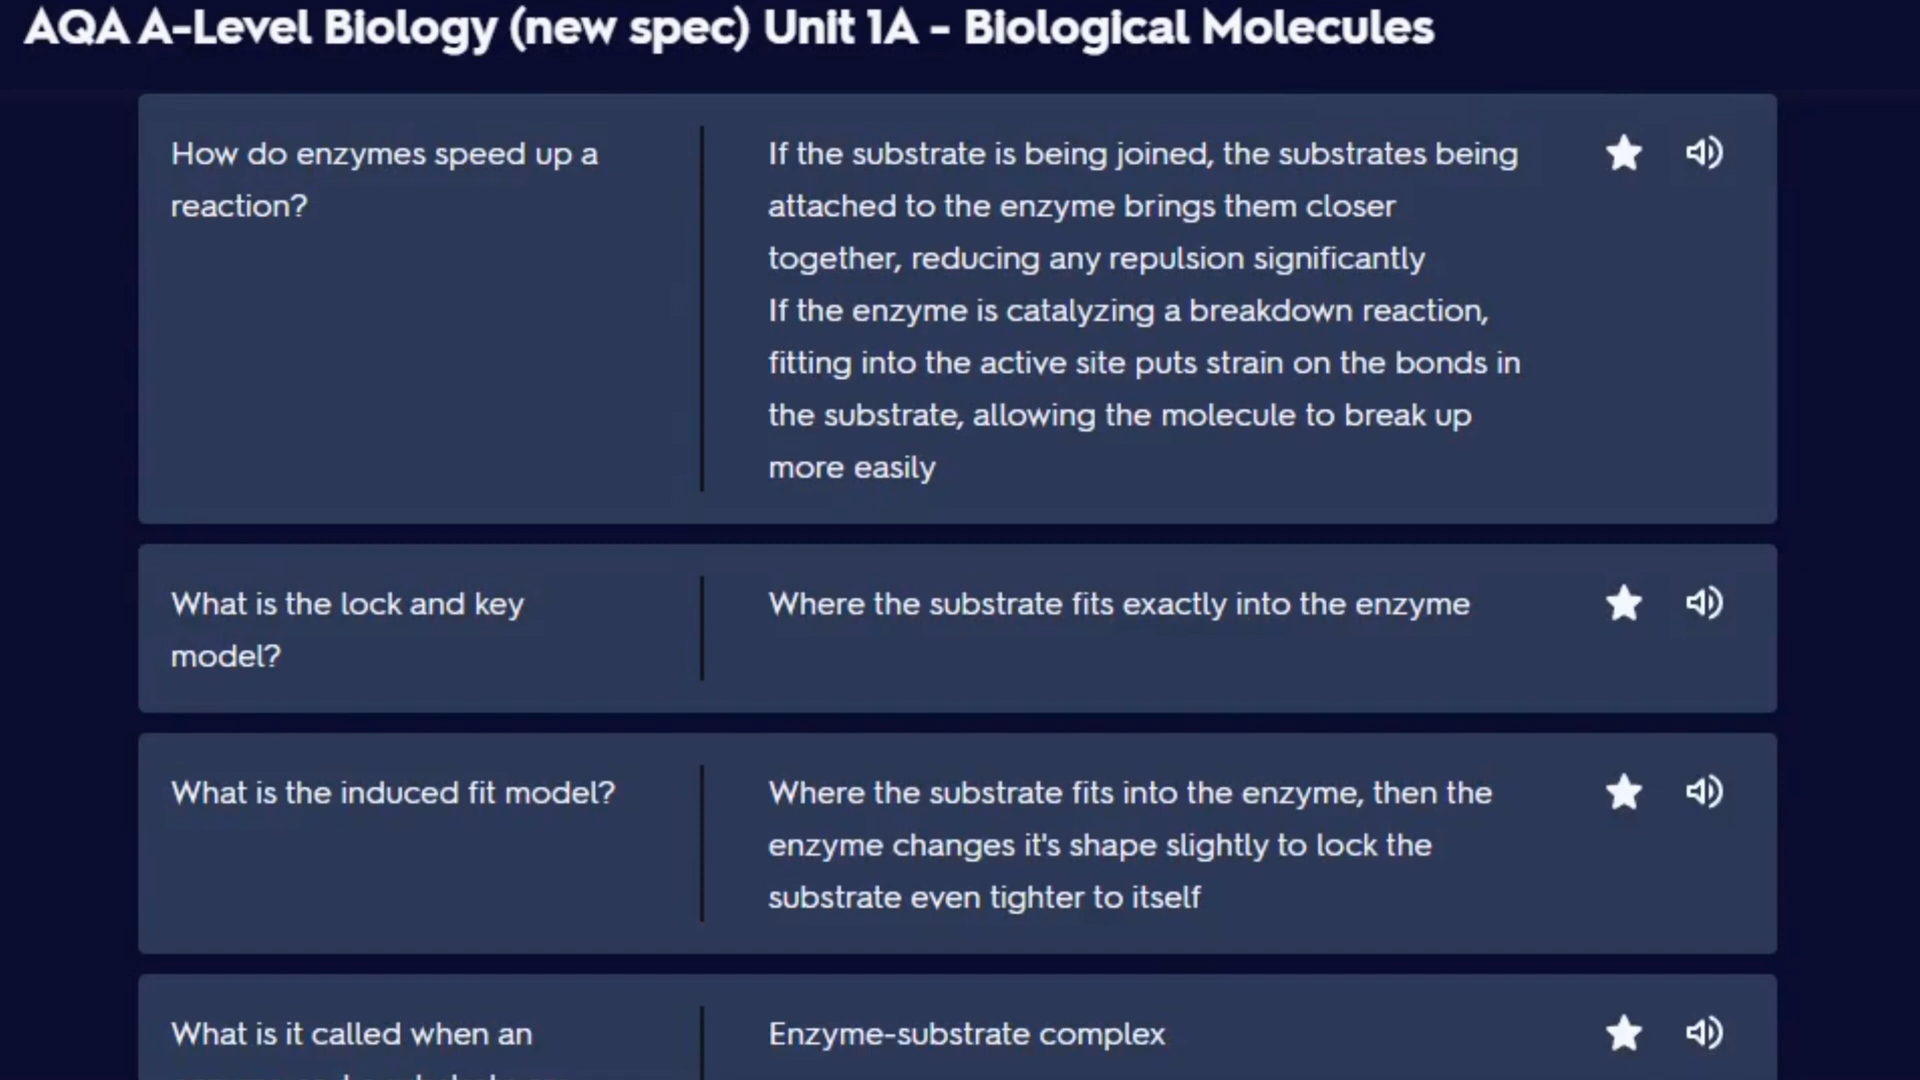 AQA A-Level Biology (new spec) Unit 1A - Biological Molecules
How do enzymes speed up a
reaction?
If the substrate is being joined, the substrates being
attached to the enzyme brings them closer
together, reducing any repulsion significantly
If the enzyme is catalyzing a breakdown reaction,
fitting into the active site puts strain on the bonds in
the substrate, allowing the molecule to break up
more easily
What is the lock and key
model?
Where the substrate fits exactly into the enzyme
What is the induced fit model?
Where the substrate fits into the enzyme, then the
enzyme changes it's shape slightly to lock the
substrate even tighter to itself
What is it called when an
Enzyme-substrate complex